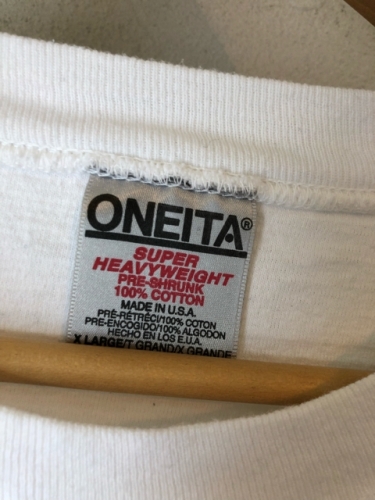 ONEITA®
SUPER
HEAVYWEIGHT
PRE-SHRUNK
100% COTTON
MADE IN U.S.A.
PRÉ-RÉTRÉCI/100% COTON
PRE-ENCOGIDO/100% ALGODON
HECHO EN LOS E.U.A.
X LARGE/T GRAND/X GRANDE